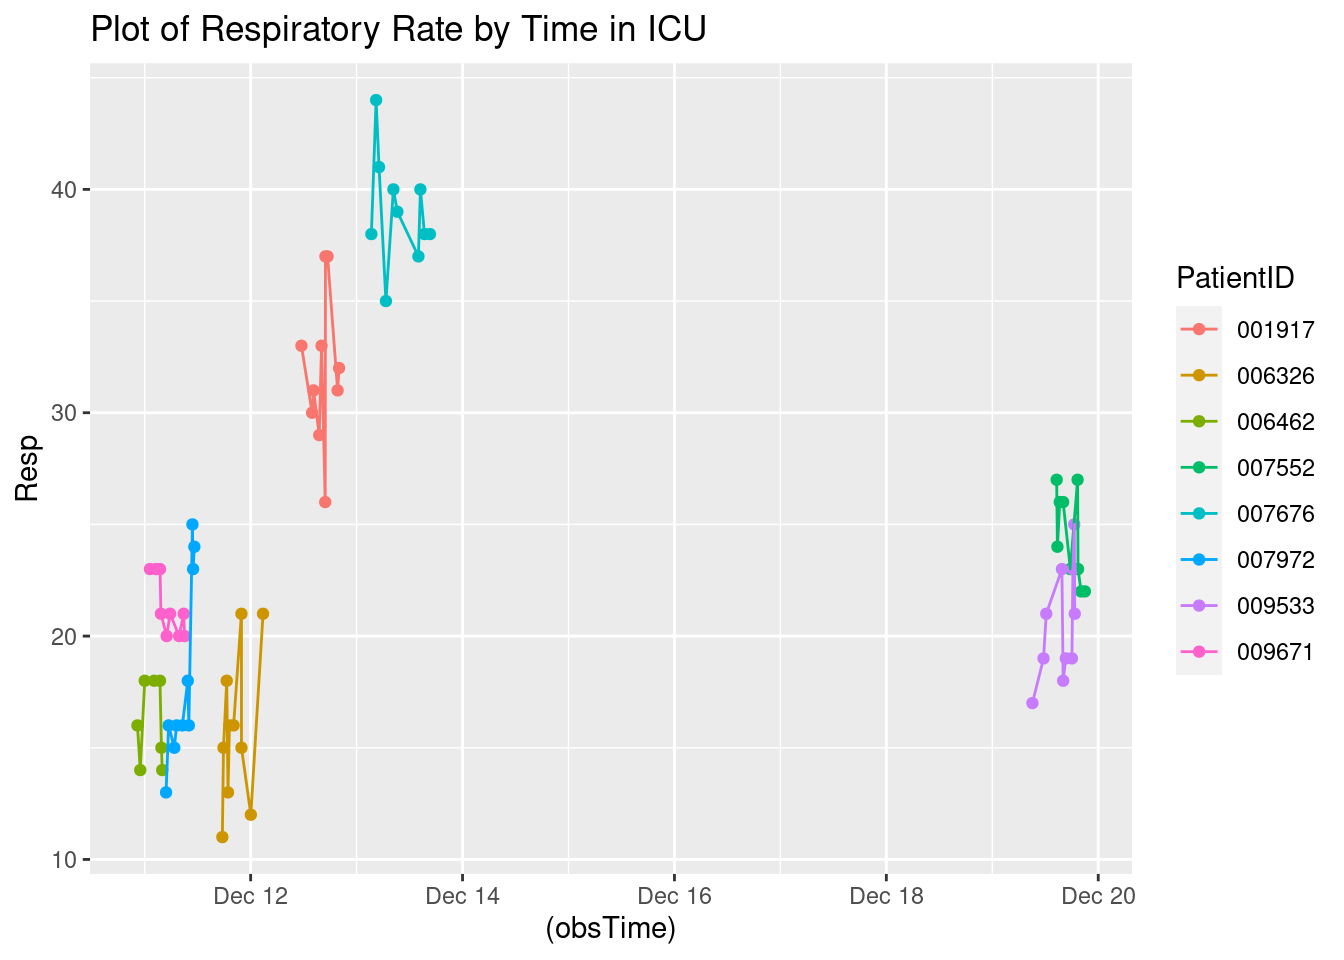 Plot of Respiratory Rate by Time in ICU
40
30
20
10
Resp
Dec 12
Dec 14
Dec 16
Dec 18
Dec 20
(obsTime)
PatientID
001917
006326
006462
007552
007676
007972
009533
009671